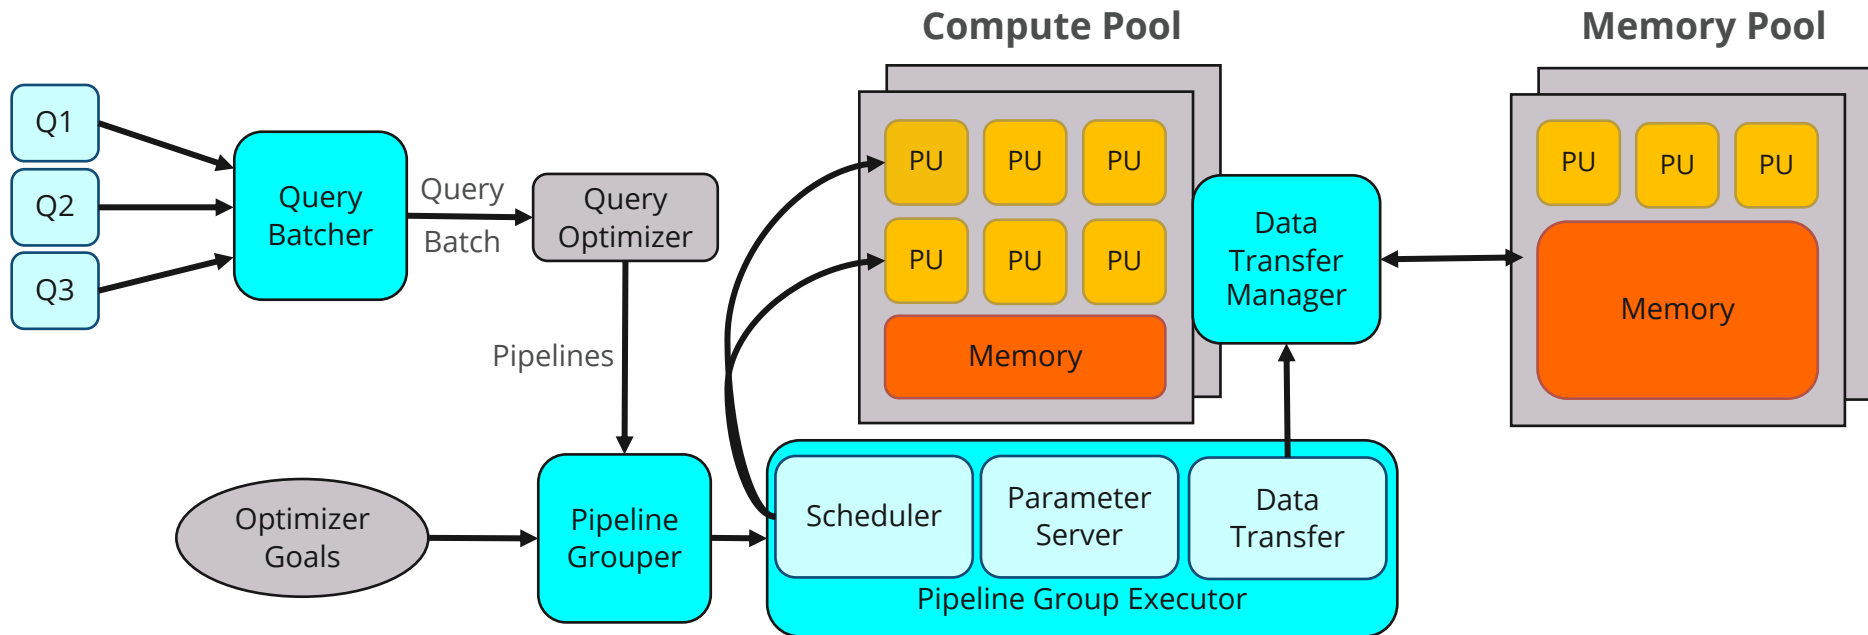 Compute Pool
Memory Pool
Q1
Q2
Q3
Query
Batcher
Query
Batch
Query
Optimizer
Pipelines
PU
PU
PU
PU
PU
PU
Memory
Data
Transfer
Manager
PU
PU
PU
Memory
Optimizer
Goals
Pipeline
Grouper
Scheduler
Parameter
Server
Data
Transfer
Pipeline Group Executor